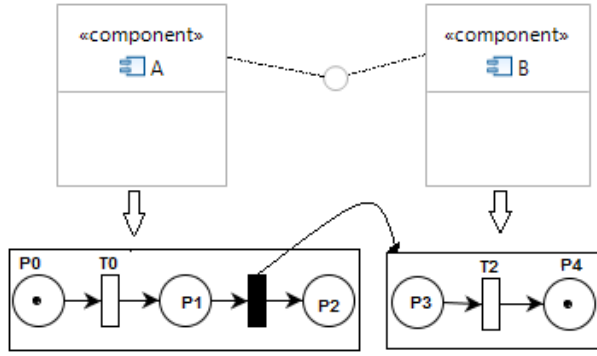 «component»
A
«component»
B
P0
T0
P1
P2
P3
T2
P4